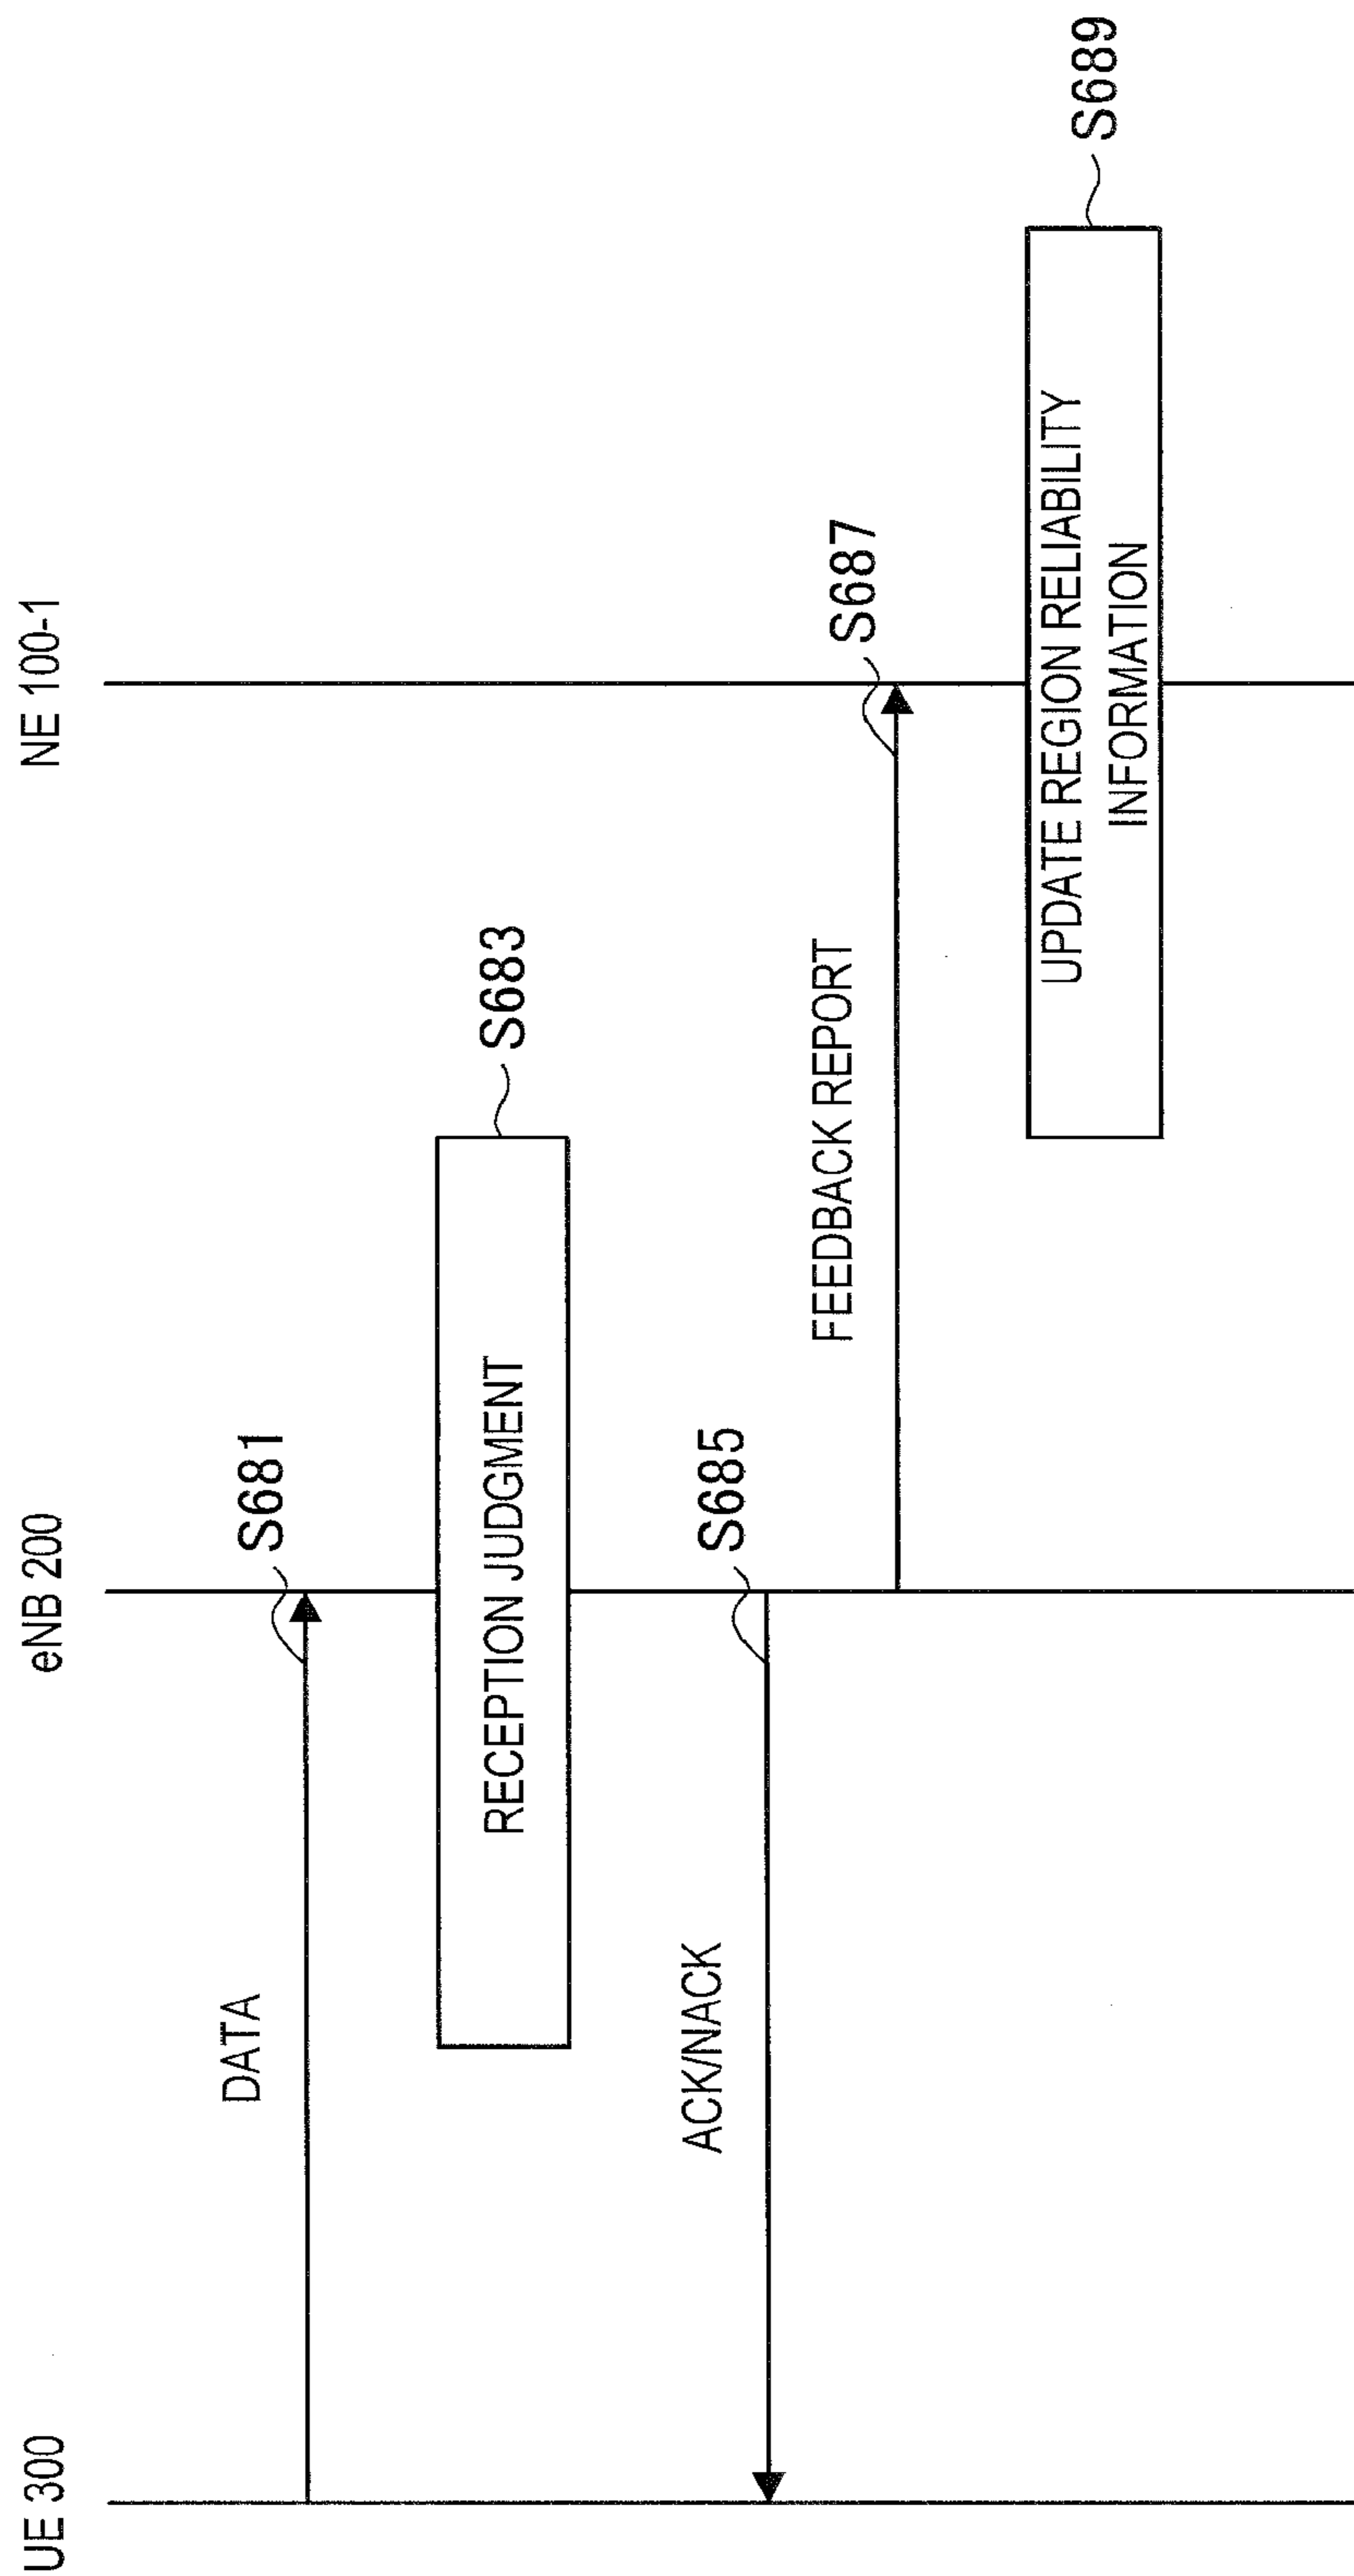 UE 300
eNB 200
NE 100-1
DATA
S681
RECEPTION JUDGMENT
S683
ACK/NACK
S685
FEEDBACK REPORT
S687
UPDATE REGION RELIABILITY
INFORMATION
S689